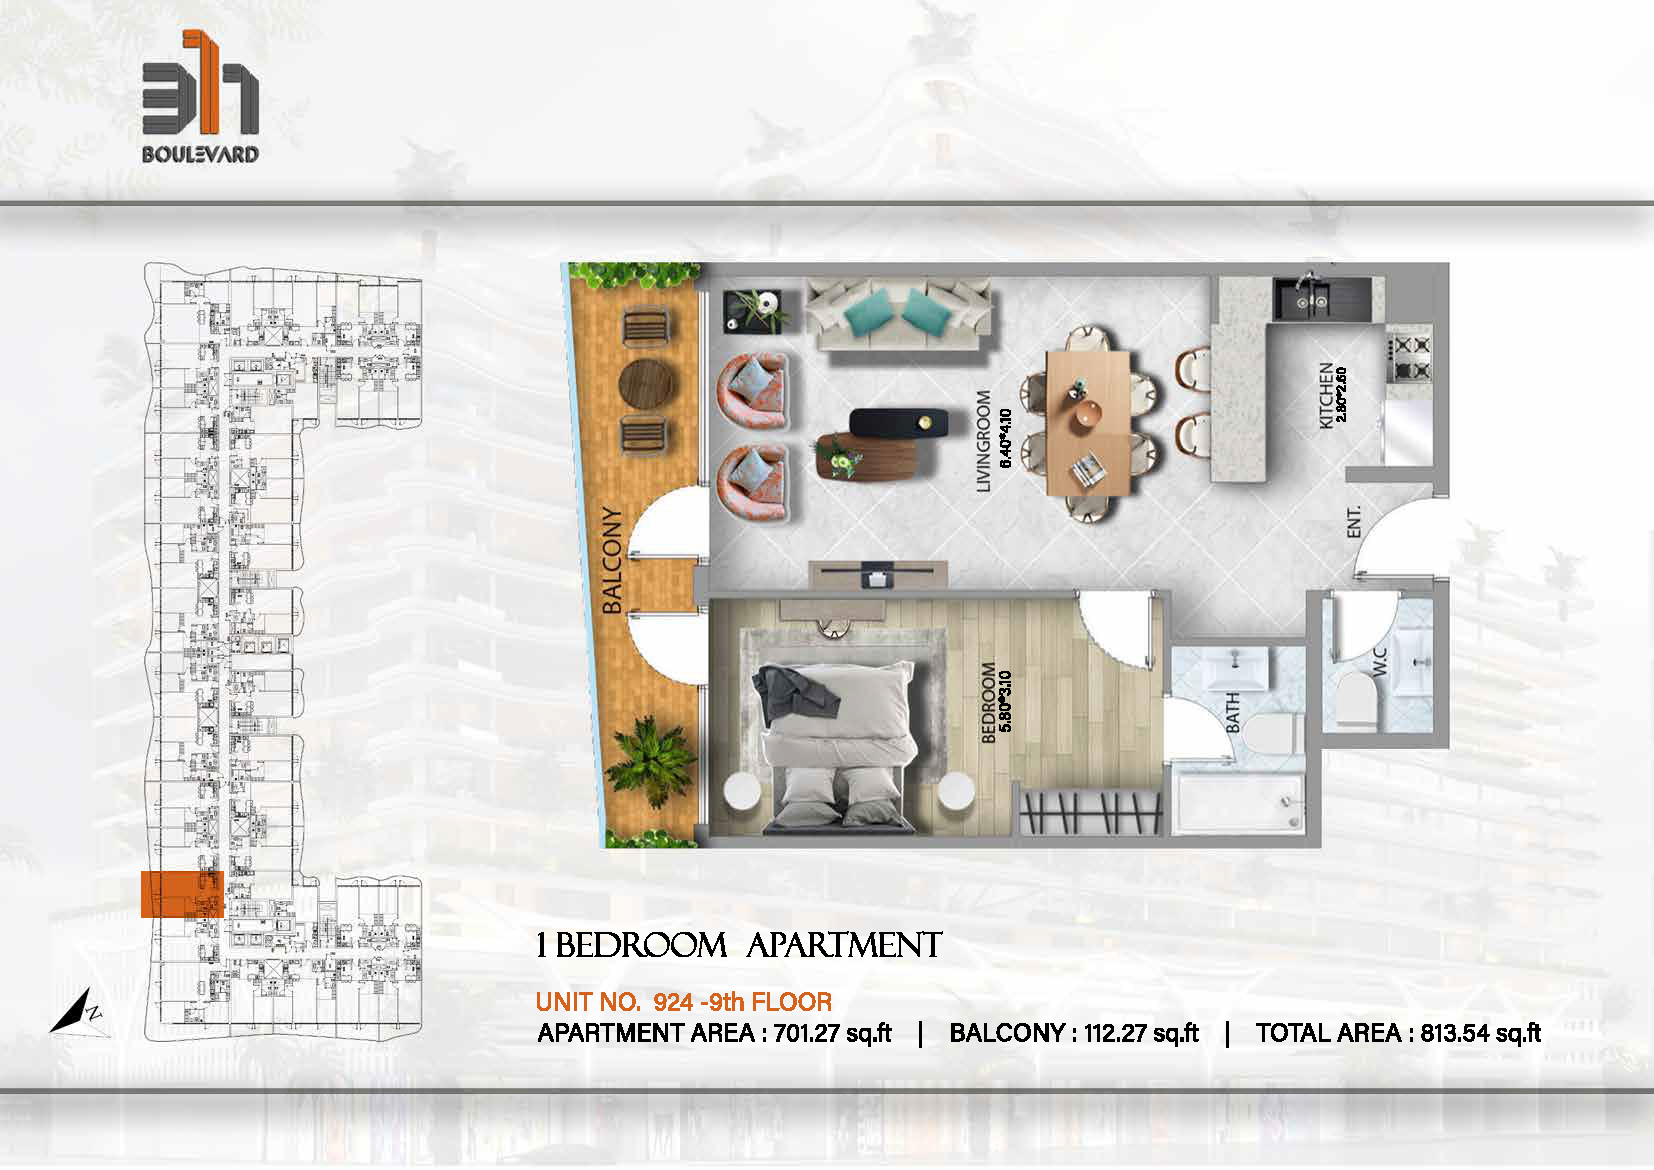 311
BOULEVARD
BALCONY
LIVINGROOM
6.40*4.10
KITCHEN
2.80*2.60
ENT.
BEDROOM
5.80*3.10
BATH
W.C
N
1 BEDROOM APARTMENT
UNIT NO. 924 -9th FLOOR
APARTMENT AREA : 701.27 sq.ft | BALCONY : 112.27 sq.ft | TOTAL AREA : 813.54 sq.ft